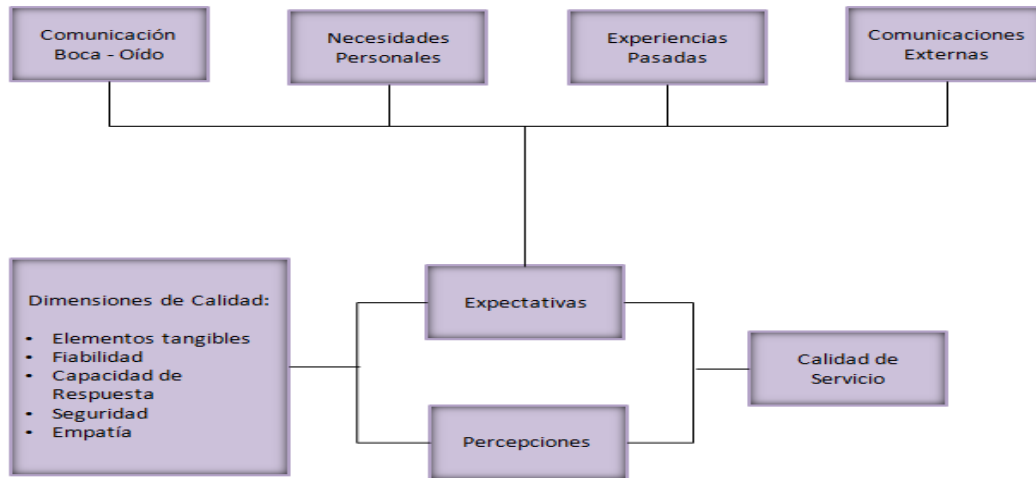 Comunicación
Boca - Oído
Necesidades
Personales
Experiencias
Pasadas
Comunicaciones
Externas
Dimensiones de Calidad:
• Elementos tangibles
• Fiabilidad
• Capacidad de
Respuesta
• Seguridad
• Empatía
Expectativas
Percepciones
Calidad de
Servicio